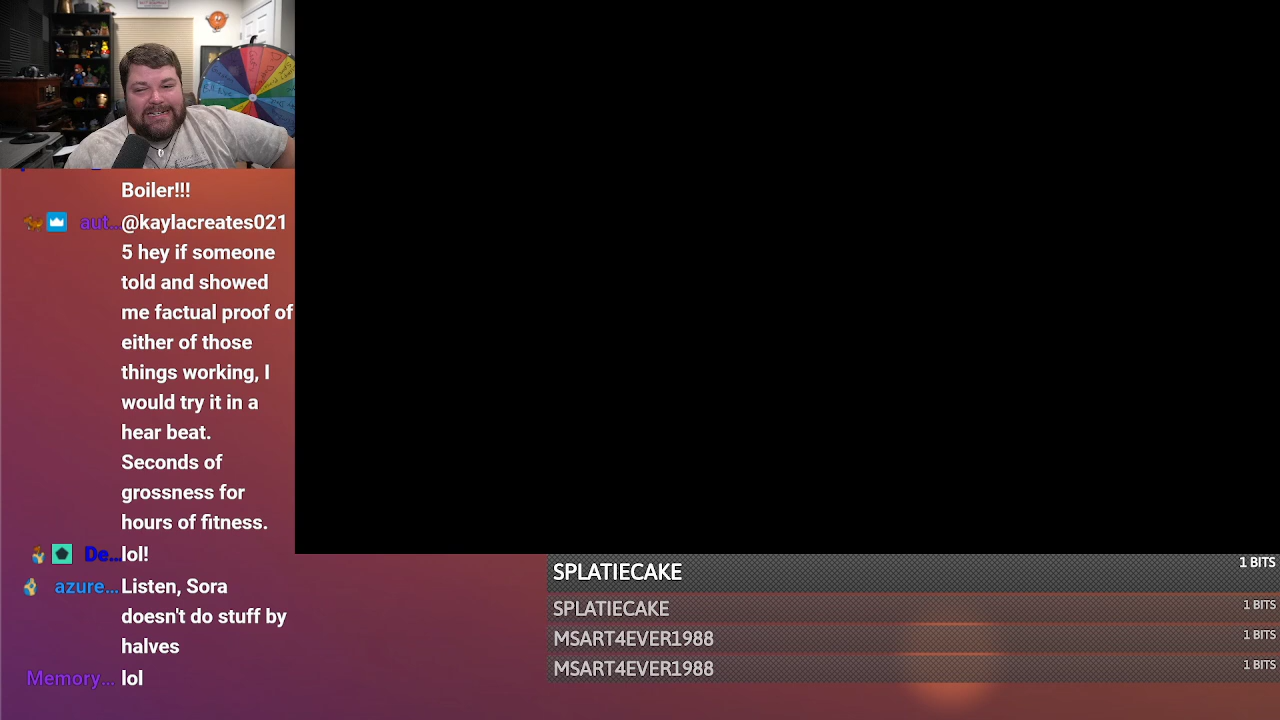 Boiler!!!
aut... @kaylacreates021
5 hey if someone
told and showed
me factual proof of
either of those
things working, I
would try it in a
hear beat.
Seconds of
grossness for
hours of fitness.
De... lol!
azure... Listen, Sora
doesn't do stuff by
halves
Memory... lol
SPLATIECAKE 1 BITS
SPLATIECAKE 1 BITS
MSART4EVER1988 1 BITS
MSART4EVER1988 1 BITS